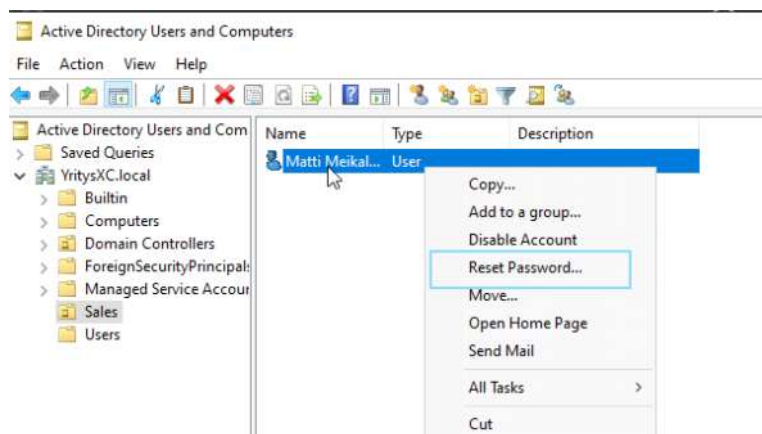 Active Directory Users and Computers
File Action View Help
Active Directory Users and Com
Saved Queries
YritysXC.local
Builtin
Computers
Domain Controllers
ForeignSecurityPrincipal:
Managed Service Accour
Sales
Users
Name Type Description
Matti Meikal... User
Copy...
Add to a group...
Disable Account
Reset Password...
Move...
Open Home Page
Send Mail
All Tasks >
Cut